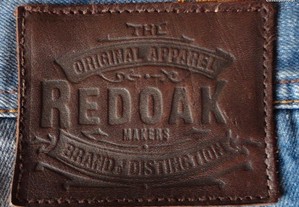 THE
ORIGINAL APPAREL
REDOAK
MAKERS
BRAND of DISTINCTION